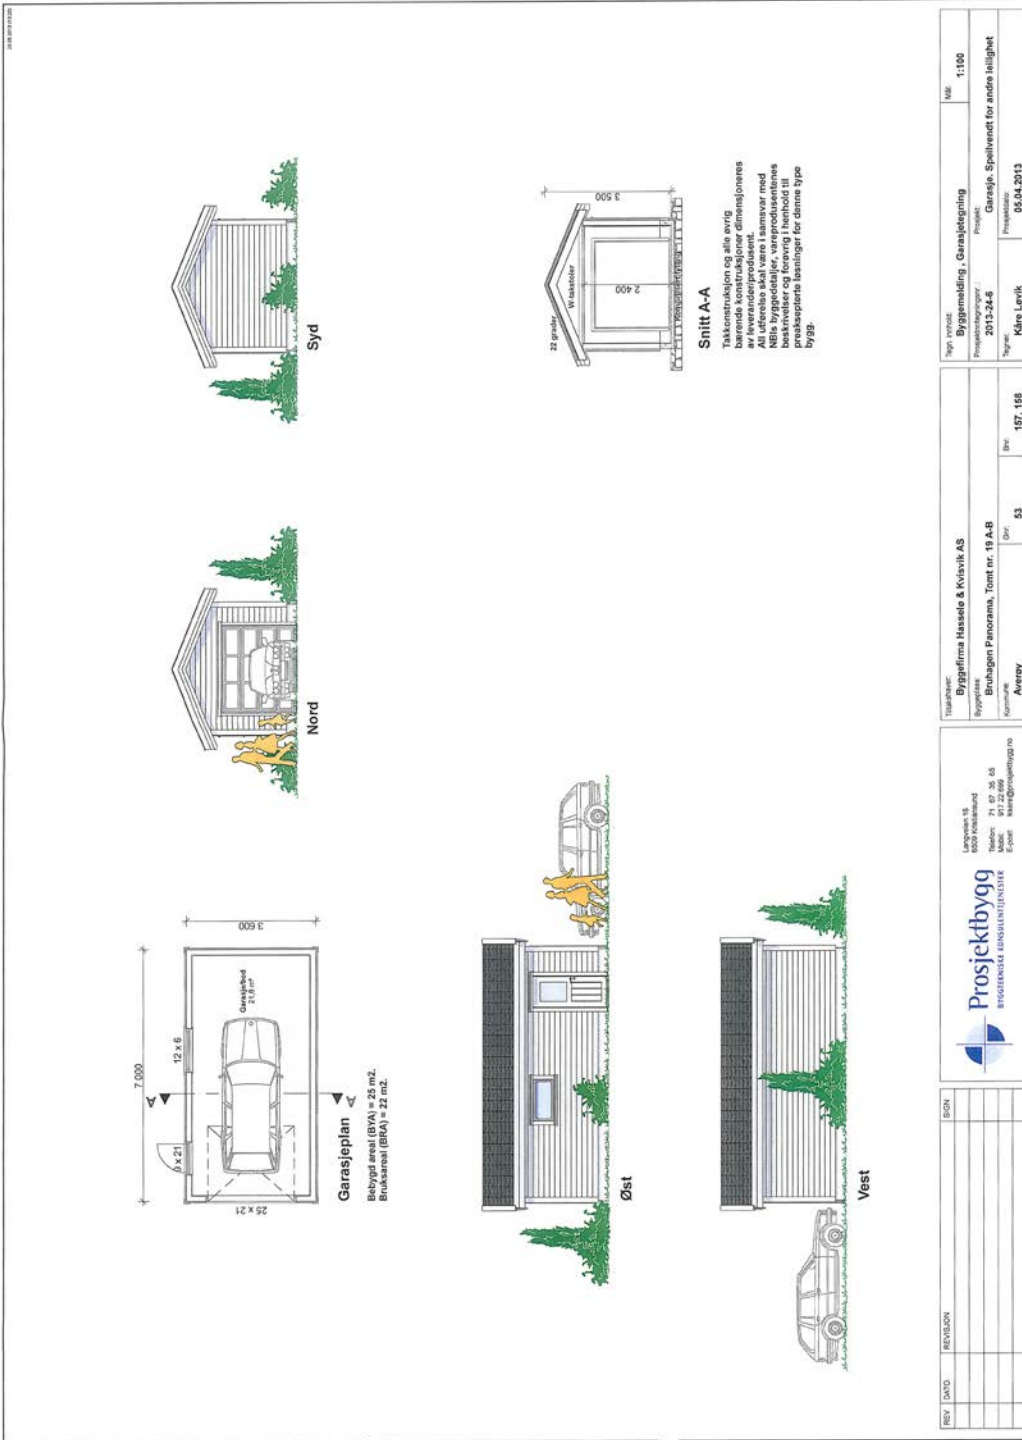 7 000
3 600
12 x 6
9 x 21
25 x 21
Garasje/bod
21,8 m²
A
A
Garasjeplan
Bebygd areal (BYA) = 25 m2.
Bruksareal (BRA) = 22 m2.
Nord
Syd
Øst
Vest
22 grader
W-takstoler
3 500
2 400
Snitt A-A
Takkonstruksjon og alle øvrig
bærende konstruksjoner dimensjoneres
av leverandør/produsent.
All utførelse skal være i samsvar med
NBIs byggedetaljer, vareprodusentenes
beskrivelser og forøvrig i henhold til
preaksepterte løsninger for denne type
bygg.
REV DATO REVISJON SIGN
Prosjektbygg
BYGGTEKNISKE KONSULENTTJENESTER
Langveien 16
6509 Kristiansund
Telefon: 71 67 35 65
Mobil: 917 22 699
E-post: kaare@prosjektbygg.no
Tiltakshaver:
Byggefirma Hasselø & Kvisvik AS
Byggeplass:
Bruhagen Panorama, Tomt nr. 19 A-B
Kommune: Gnr: Bnr:
Averøy 53 157, 158
Tegn. innhold: Mål:
Byggemelding , Garasjetegning 1:100
Prosjekt/tegningsnr.: Prosjekt:
2013-24-6 Garasje. Speilvendt for andre leilighet
Tegner: Prosjektdato:
Kåre Løvik 05.04.2013